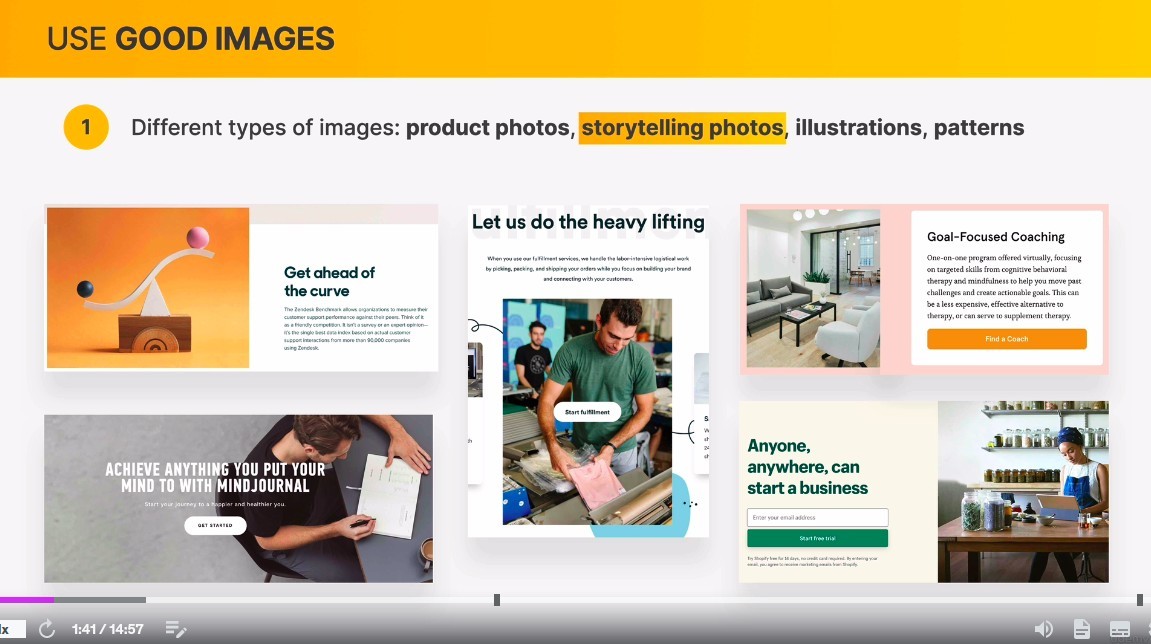 USE GOOD IMAGES
1
Different types of images: product photos, storytelling photos, illustrations, patterns
Get ahead of
the curve
The Zendesk Benchmark allows organizations to measure their
customer support performance against their peers. Think of it
as a friendly competition. It isn't a survey or an expert opinion—
it's the single best data index based on actual customer
support interactions from more than 90,000 companies
using Zendesk.
Let us do the heavy lifting
When you use our fulfillment services, we handle the labor-intensive logistical work
by picking, packing, and shipping your orders while you focus on building your brand
and connecting with your customers.
Start fulfillment
Goal-Focused Coaching
One-on-one program offered virtually, focusing
on targeted skills from cognitive behavioral
therapy and mindfulness to help you move past
challenges and create actionable goals. This can
be a less expensive, effective alternative to
therapy, or can serve to supplement therapy.
Find a Coach
ACHIEVE ANYTHING YOU PUT YOUR
MIND TO WITH MINDJOURNAL
Start your journey to a happier and healthier you.
GET STARTED
Anyone,
anywhere, can
start a business
Enter your email address
Start free trial
Try Shopify free for 14 days, no credit card required. By entering your
email, you agree to receive marketing emails from Shopify.
1x
1:41 / 14:57